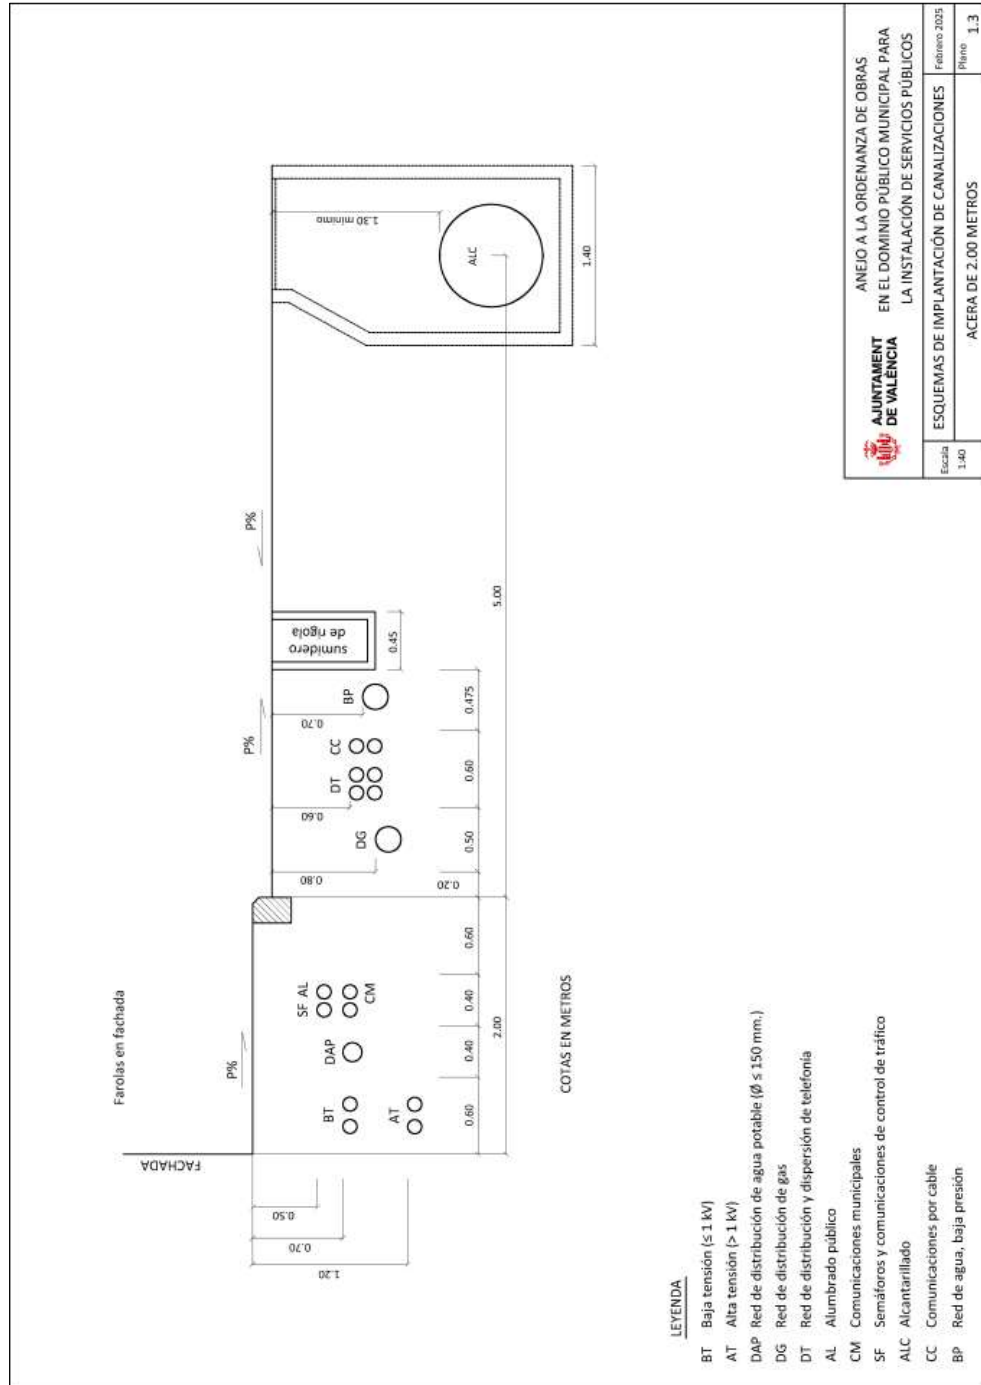 Farolas en fachada
FACHADA
P%
P%
P%
0.50
0.70
1.20
BT
AT
DAP
SF AL
CM
DG
DT
CC
BP
0.80
0.60
0.70
sumidero
de rigola
0.45
ALC
1.30 mínimo
1.40
0.60
0.40
0.40
0.60
0.20
0.50
0.60
0.475
2.00
5.00
COTAS EN METROS
LEYENDA
BT Baja tensión (≤ 1 kV)
AT Alta tensión (> 1 kV)
DAP Red de distribución de agua potable (Ø ≤ 150 mm.)
DG Red de distribución de gas
DT Red de distribución y dispersión de telefonía
AL Alumbrado público
CM Comunicaciones municipales
SF Semáforos y comunicaciones de control de tráfico
ALC Alcantarillado
CC Comunicaciones por cable
BP Red de agua, baja presión
AJUNTAMENT
DE VALÈNCIA
ANEJO A LA ORDENANZA DE OBRAS
EN EL DOMINIO PÚBLICO MUNICIPAL PARA
LA INSTALACIÓN DE SERVICIOS PÚBLICOS
Escala
1:40
ESQUEMAS DE IMPLANTACIÓN DE CANALIZACIONES
ACERA DE 2.00 METROS
Febrero 2025
Plano
1.3